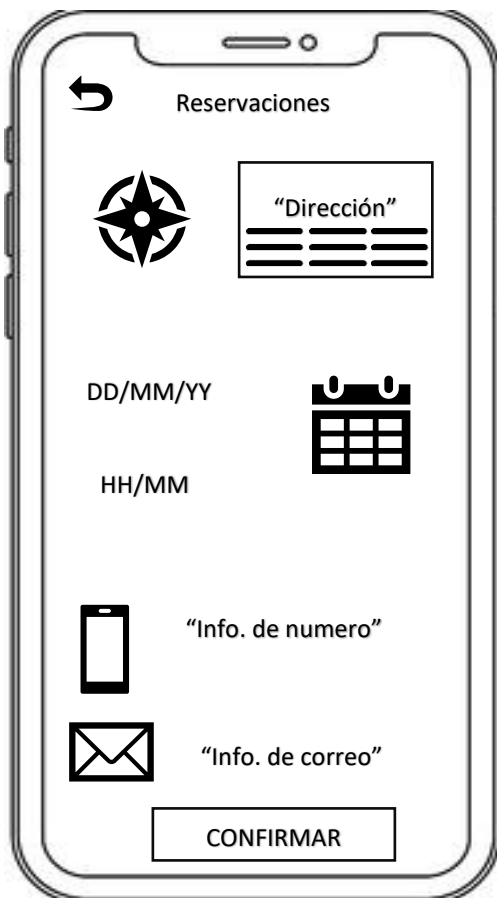 Reservaciones
“Dirección”
DD/MM/YY
HH/MM
“Info. de numero”
“Info. de correo”
CONFIRMAR